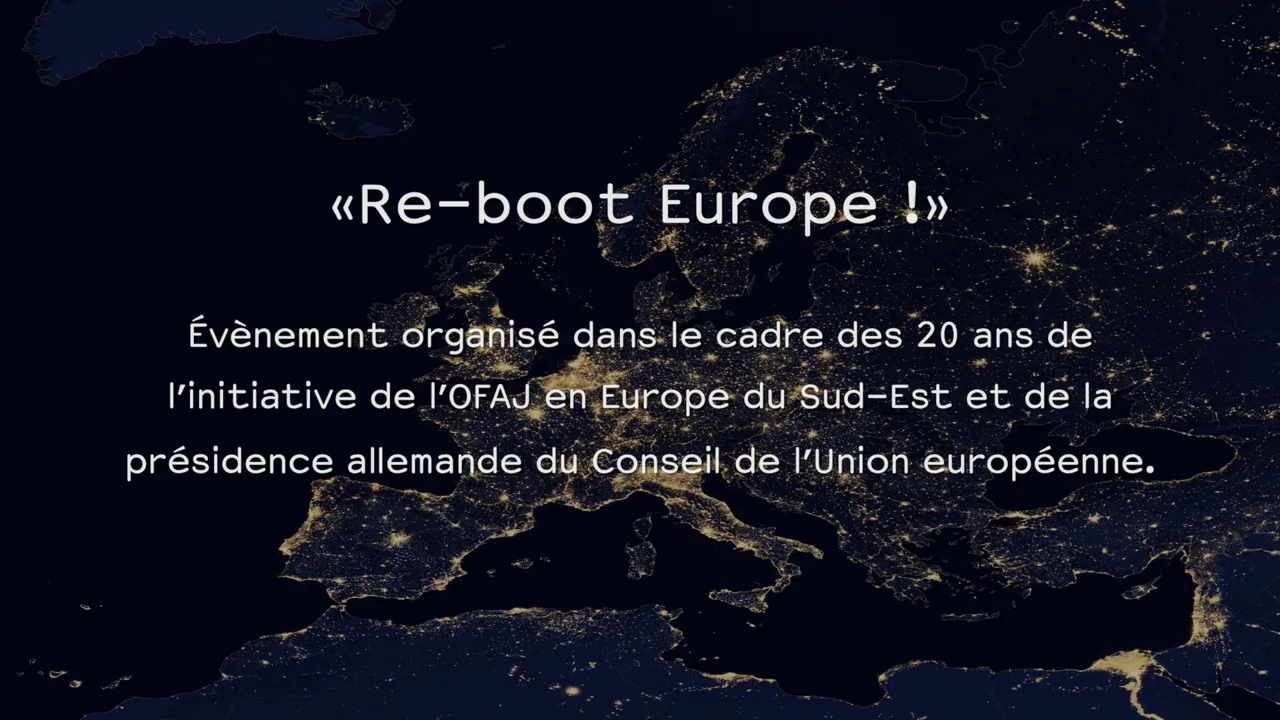 «Re-boot Europe !»
Évènement organisé dans le cadre des 20 ans de
l'initiative de l'OFAJ en Europe du Sud-Est et de la
présidence allemande du Conseil de l'Union européenne.